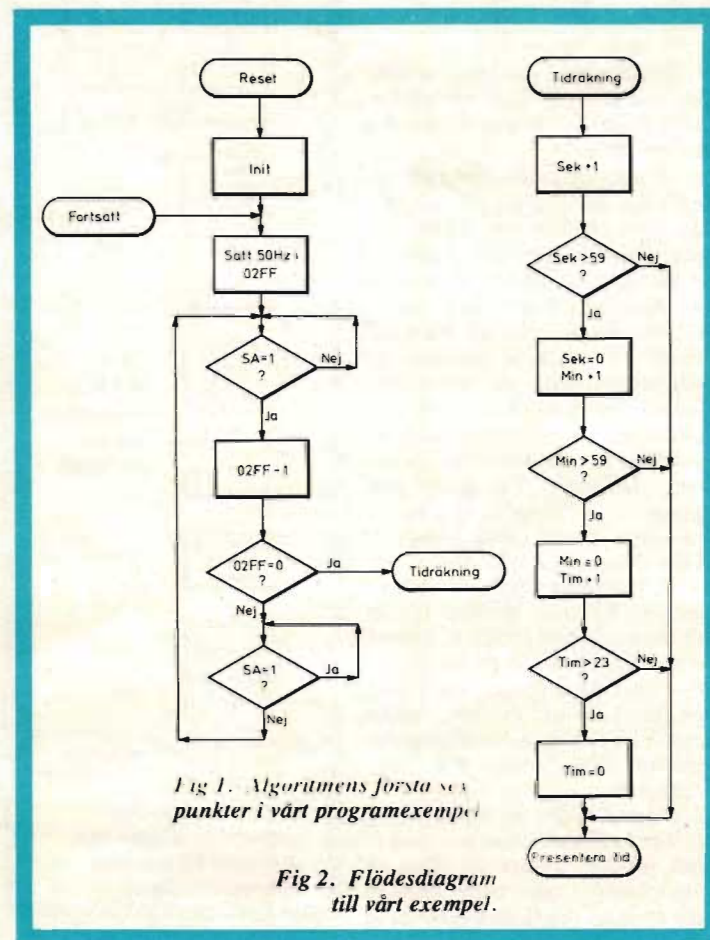 Reset
Init
Fortsätt
Sätt 50Hz i
02FF
SA=1
?
Nej
Ja
02FF-1
02FF=0
?
Ja
Tidräkning
Nej
SA=1
?
Ja
Nej
Fig 1. Algoritmens första sex
punkter i vårt programexempel
Tidräkning
Sek +1
Sek >59
?
Nej
Ja
Sek=0
Min +1
Min >59
?
Nej
Ja
Min=0
Tim +1
Tim >23
?
Nej
Ja
Tim=0
Presentera tid
Fig 2. Flödesdiagram
till vårt exempel.